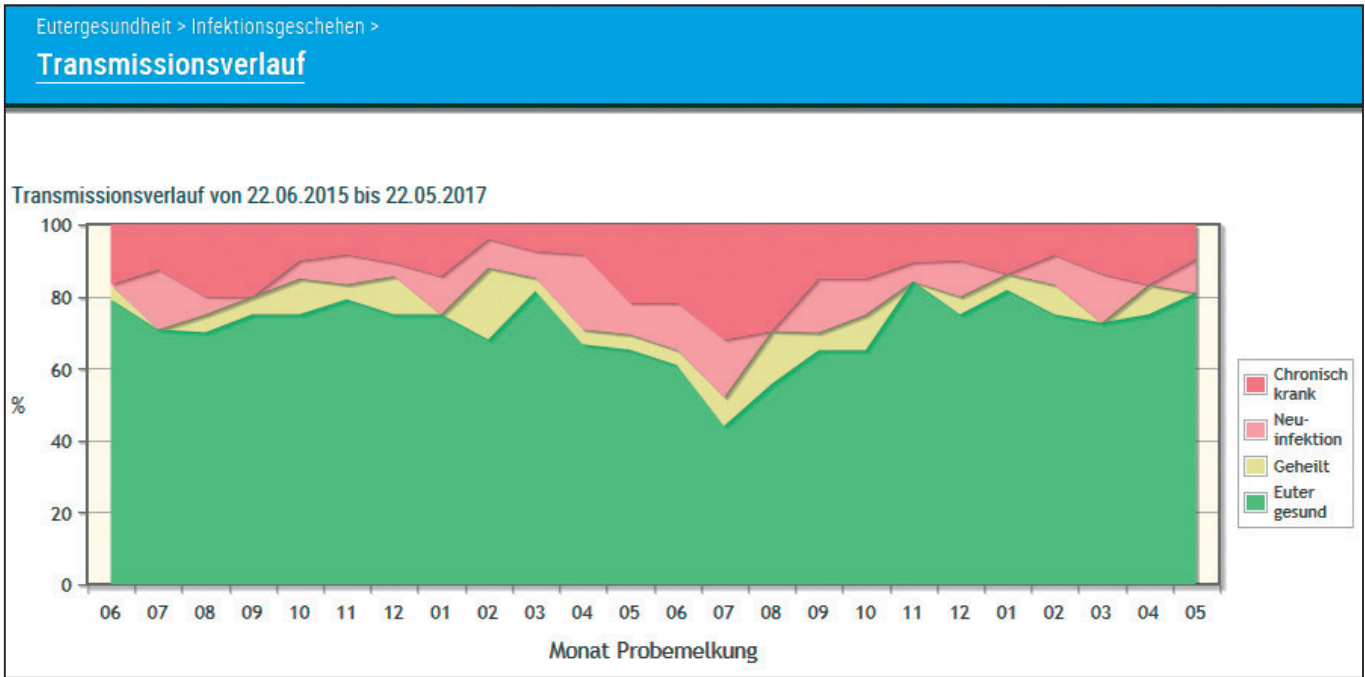 Eutergesundheit > Infektionsgeschehen >
Transmissionsverlauf
Transmissionsverlauf von 22.06.2015 bis 22.05.2017
100
80
60
%
40
20
0
06 07 08 09 10 11 12 01 02 03 04 05 06 07 08 09 10 11 12 01 02 03 04 05
Monat Probemelkung
Chronisch
krank
Neu-
infektion
Geheilt
Euter
gesund